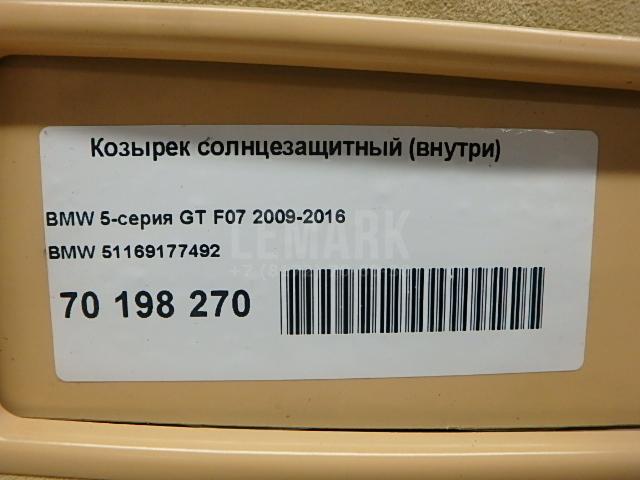 Козырек солнцезащитный (внутри)
BMW 5-серия GT F07 2009-2016
LEMARK
BMW 51169177492
70 198 270